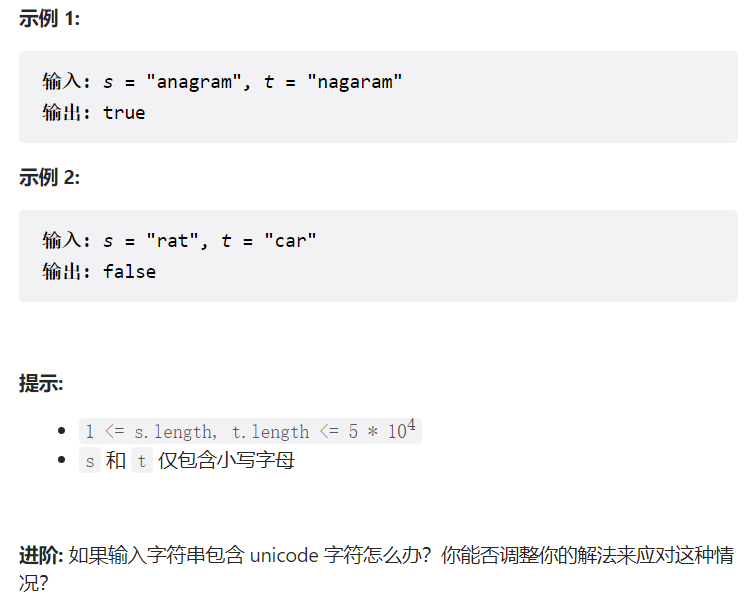 示例 1:
输入: s = "anagram", t = "nagaram"
输出: true
示例 2:
输入: s = "rat", t = "car"
输出: false
提示:
• 1 <= s.length, t.length <= 5 * 10⁴
• s 和 t 仅包含小写字母
进阶: 如果输入字符串包含 unicode 字符怎么办？你能否调整你的解法来应对这种情
况？